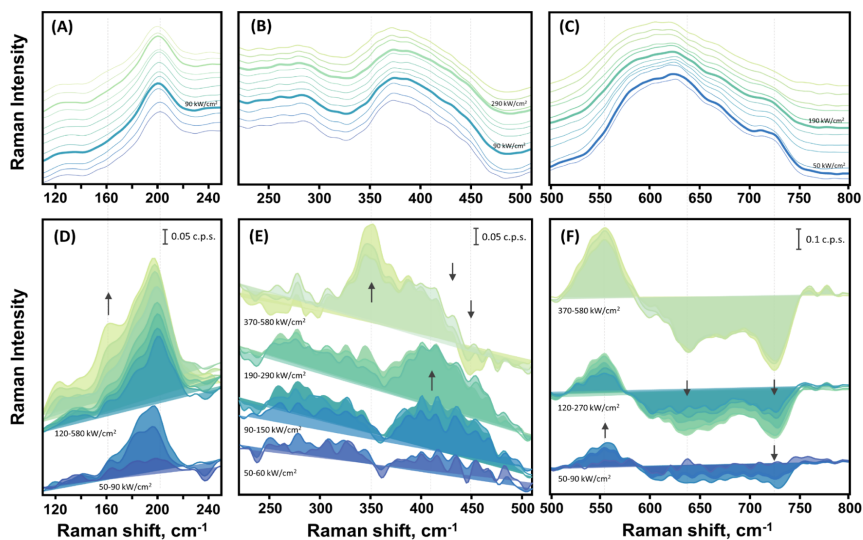 (A)
90 kW/cm²
(B)
290 kW/cm²
90 kW/cm²
(C)
190 kW/cm²
50 kW/cm²
Raman Intensity
120 160 200 240
250 300 350 400 450 500
500 550 600 650 700 750 800
(D)
0.05 c.p.s.
120-580 kW/cm²
50-90 kW/cm²
(E)
0.05 c.p.s.
370-580 kW/cm²
190-290 kW/cm²
90-150 kW/cm²
50-60 kW/cm²
(F)
0.1 c.p.s.
370-580 kW/cm²
120-270 kW/cm²
50-90 kW/cm²
Raman Intensity
120 160 200 240
250 300 350 400 450 500
500 550 600 650 700 750 800
Raman shift, cm⁻¹
Raman shift, cm⁻¹
Raman shift, cm⁻¹